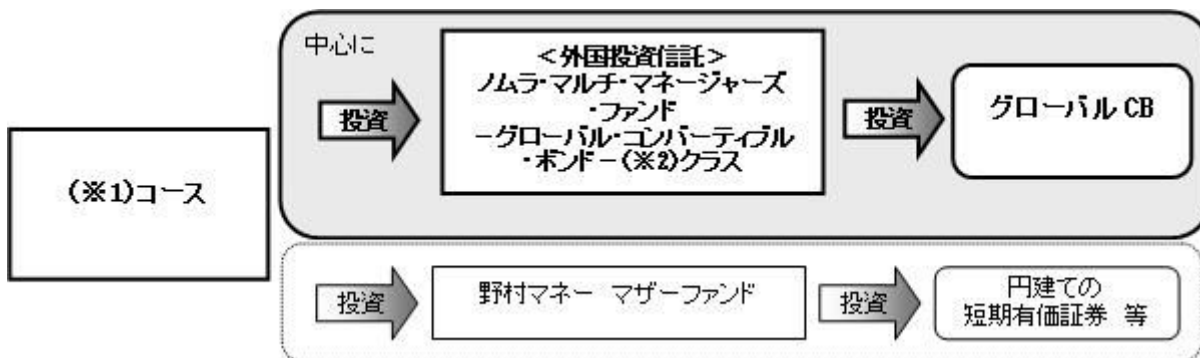 中心に
(※1)コース
投資
＜外国投資信託＞
ノムラ・マルチ・マネージャーズ
・ファンド
－グローバル・コンバーティブル
・ボンド－(※2)クラス
投資
グローバルCB
投資
野村マネー マザーファンド
投資
円建ての
短期有価証券 等